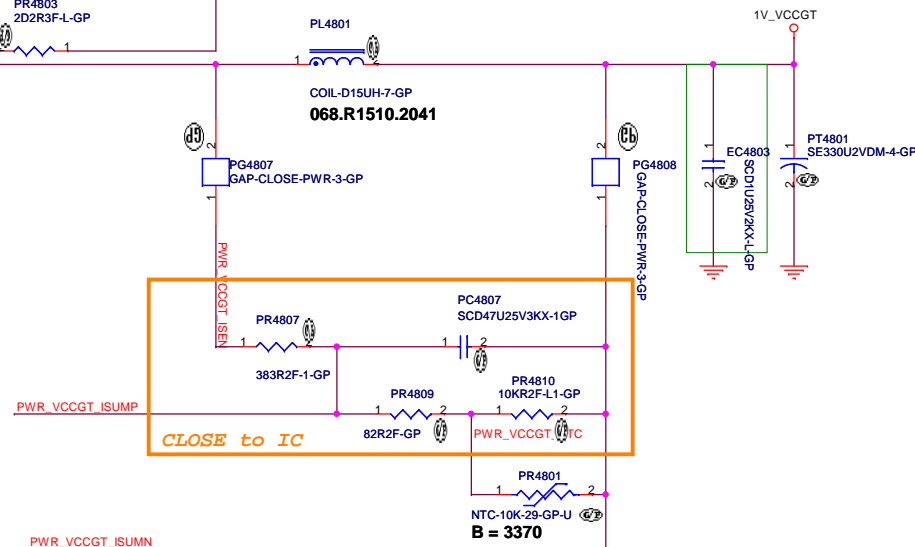 PR4803
2D2R3F-L-GP
1
PL4801
1
2
COIL-D15UH-7-GP
068.R1510.2041
1V_VCCGT
2
PG4807
GAP-CLOSE-PWR-3-GP
1
2
PG4808
GAP-CLOSE-PWR-3-GP
1
1
EC4803
SCD1U25V2KX-L-GP
2
1
PT4801
SE330U2VDM-4-GP
2
PWR_VCCGT_ISEN
PR4807
1
2
383R2F-1-GP
PC4807
SCD47U25V3KX-1GP
1
2
PWR_VCCGT_ISUMP
PR4809
1
2
82R2F-GP
PR4810
10KR2F-L1-GP
1
2
CLOSE to IC
PR4801
1
2
NTC-10K-29-GP-U
B = 3370
PWR_VCCGT_ISUMN